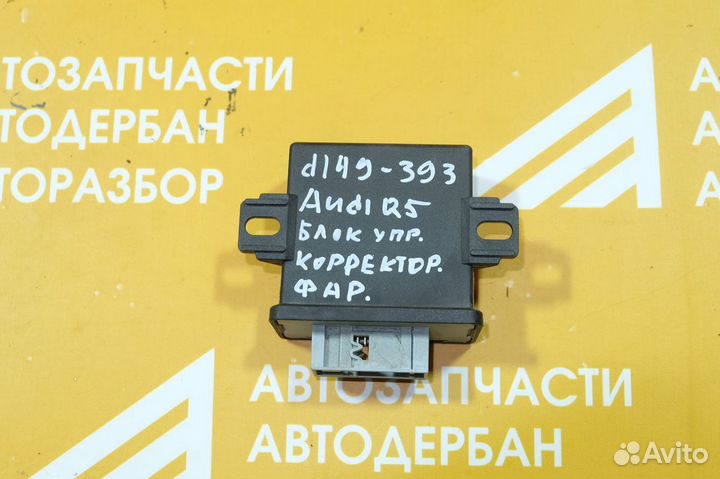 АВТОЗАПЧАСТИ
АВТОДЕРБАН
АВТОРАЗБОР
d149-393
Audi Q5
БЛОК УПР.
КОРРЕКТОР.
ФАР.
АВТОЗАПЧАСТИ
АВТОДЕРБАН
Avito